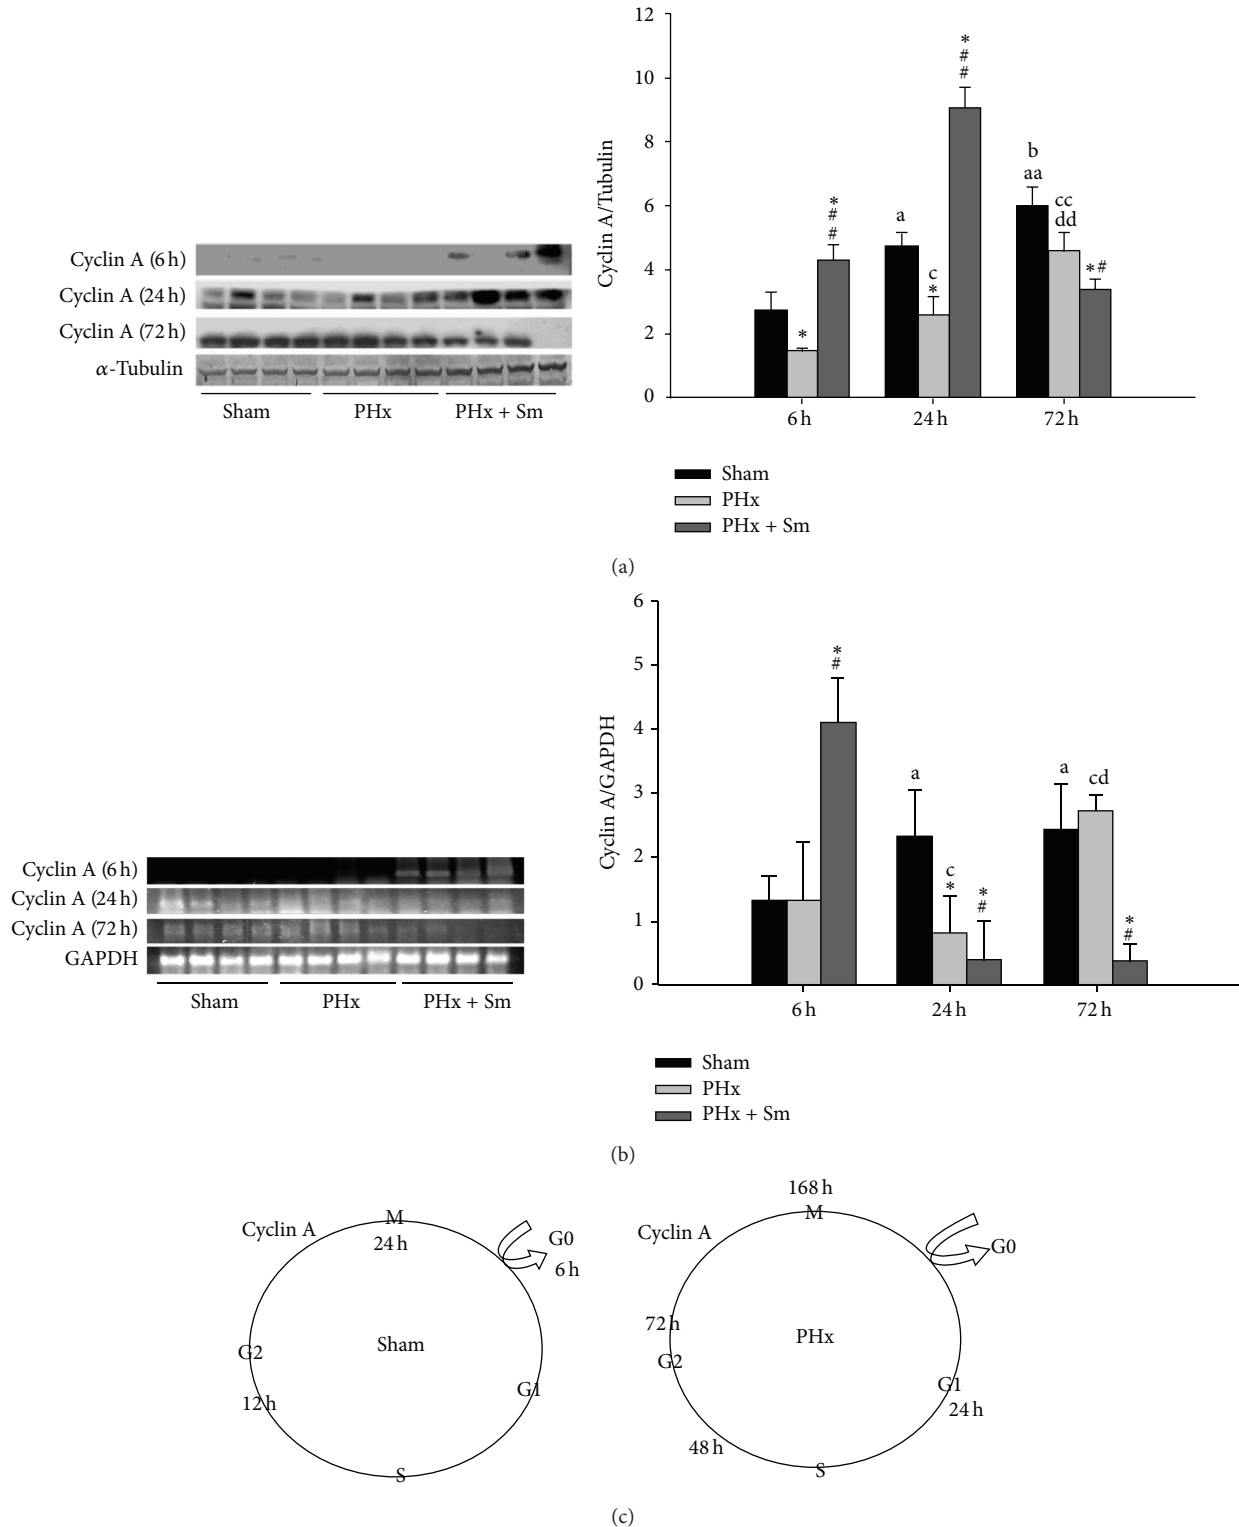 12
10
8
6
4
2
0
Cyclin A/Tubulin
*
#
#
*
#
#
*
a
c
*
b
aa
cc
dd
*#
6 h
24 h
72 h
Cyclin A (6 h)
Cyclin A (24 h)
Cyclin A (72 h)
α-Tubulin
Sham
PHx
PHx + Sm
Sham
PHx
PHx + Sm
(a)
6
5
4
3
2
1
0
Cyclin A/GAPDH
*
#
a
c
*
*
#
a
cd
*
#
6 h
24 h
72 h
Cyclin A (6 h)
Cyclin A (24 h)
Cyclin A (72 h)
GAPDH
Sham
PHx
PHx + Sm
Sham
PHx
PHx + Sm
(b)
Cyclin A
M
24 h
G0
6 h
Sham
G2
12 h
G1
S
168 h
M
Cyclin A
G0
72 h
PHx
G2
G1
24 h
48 h
S
(c)